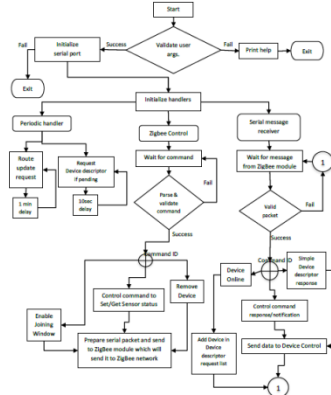 Start
Validate user
args.
Fail
Success
Initialize
serial port
Fail
Print help
Exit
Exit
Success
Initialize handlers
Periodic handler
Zigbee Control
Serial message
receiver
Route
update
request
Request
Device descriptor
if pending
Wait for command
Wait for message
from ZigBee module
1
1 min
delay
10sec
delay
Parse &
validate
command
Fail
Valid
packet
Fail
Success
Success
Command ID
Command ID
Enable
Joining
Window
Control command to
Set/Get Sensor status
Remove
Device
Device
Online
Simple
Device
descriptor
response
Control command
response/notification
Prepare serial packet and send
to ZigBee module which will
send it to ZigBee network
Add Device in
Device
descriptor
request list
Send data to Device Control
1